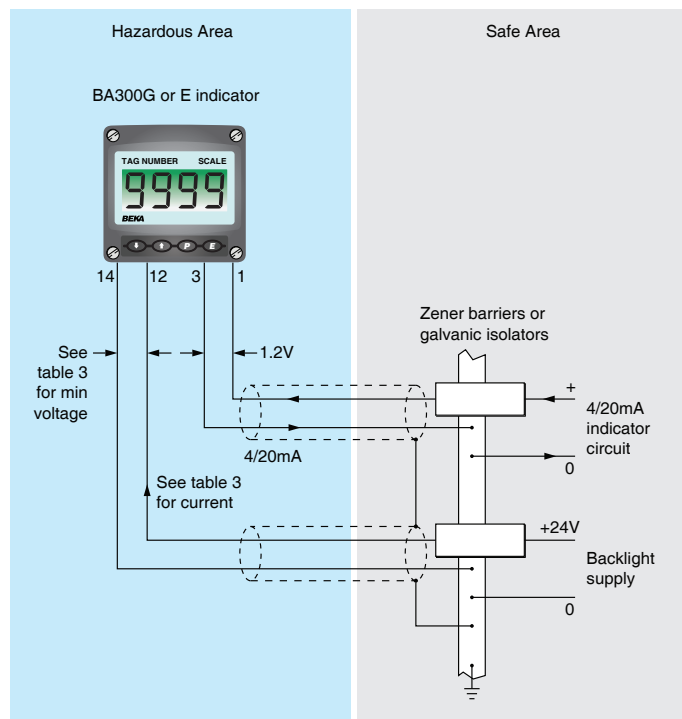 Hazardous Area
Safe Area
BA300G or E indicator
TAG NUMBER SCALE
9999
BEKA
P E
14 12 3 1
Zener barriers or
galvanic isolators
See
table 3
for min
voltage
1.2V
+
4/20mA
indicator
circuit
0
4/20mA
See table 3
for current
+24V
Backlight
supply
0